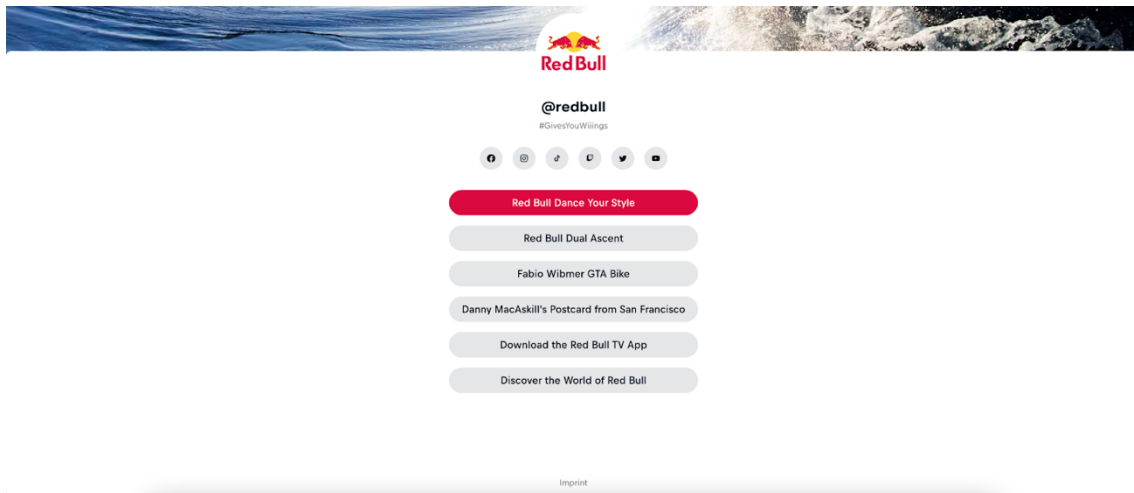 Red Bull
@redbull
#GivesYouWiiings
Red Bull Dance Your Style
Red Bull Dual Ascent
Fabio Wibmer GTA Bike
Danny MacAskill's Postcard from San Francisco
Download the Red Bull TV App
Discover the World of Red Bull
Imprint